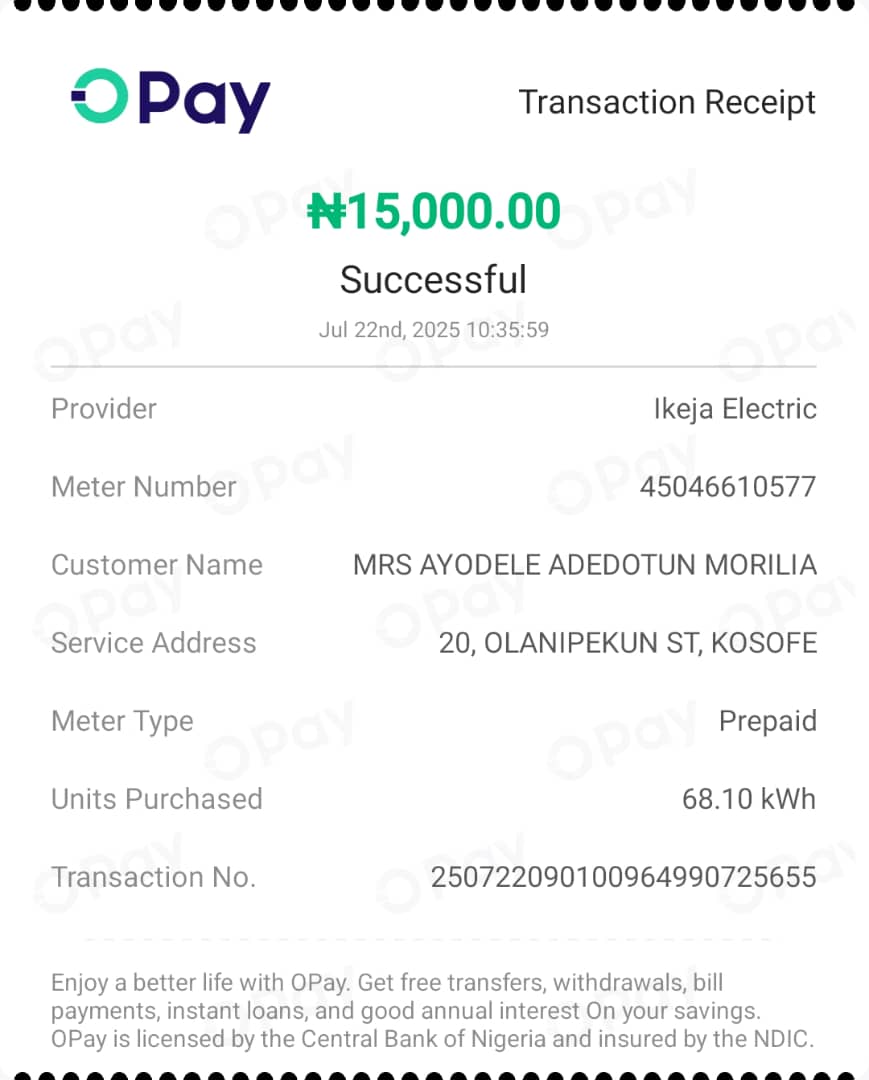 OPay
Transaction Receipt
₦15,000.00
Successful
Jul 22nd, 2025 10:35:59
Provider Ikeja Electric
Meter Number 45046610577
Customer Name MRS AYODELE ADEDOTUN MORILIA
Service Address 20, OLANIPEKUN ST, KOSOFE
Meter Type Prepaid
Units Purchased 68.10 kWh
Transaction No. 250722090100964990725655
Enjoy a better life with OPay. Get free transfers, withdrawals, bill
payments, instant loans, and good annual interest On your savings.
OPay is licensed by the Central Bank of Nigeria and insured by the NDIC.